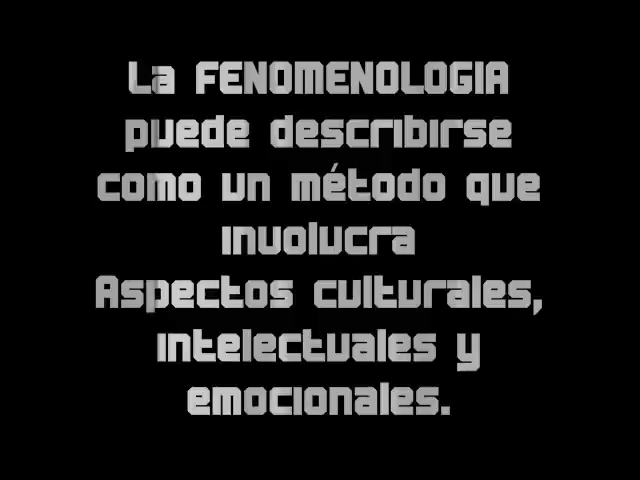 La FENOMENOLOGIA
puede describirse
como un método que
involucra
Aspectos culturales,
intelectuales y
emocionales.